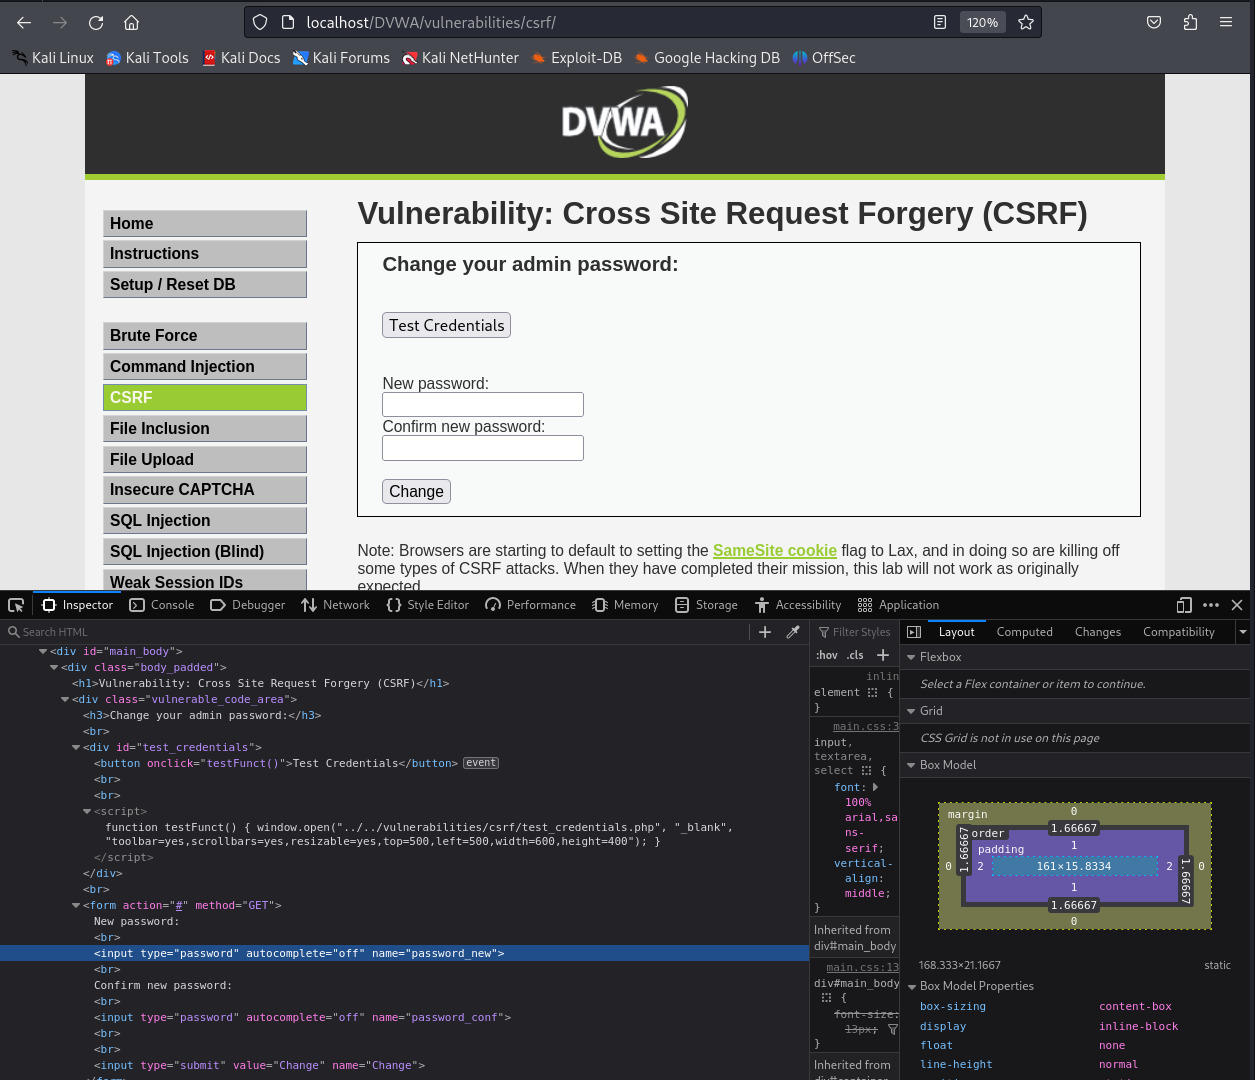 localhost/DVWA/vulnerabilities/csrf/
120%
Kali Linux
Kali Tools
Kali Docs
Kali Forums
Kali NetHunter
Exploit-DB
Google Hacking DB
OffSec
DVWA
Home
Instructions
Setup / Reset DB
Brute Force
Command Injection
CSRF
File Inclusion
File Upload
Insecure CAPTCHA
SQL Injection
SQL Injection (Blind)
Weak Session IDs
Vulnerability: Cross Site Request Forgery (CSRF)
Change your admin password:
Test Credentials
New password:
Confirm new password:
Change
Note: Browsers are starting to default to setting the SameSite cookie flag to Lax, and in doing so are killing off
some types of CSRF attacks. When they have completed their mission, this lab will not work as originally
expected.
Inspector
Console
Debugger
Network
Style Editor
Performance
Memory
Storage
Accessibility
Application
Search HTML
<div id="main_body">
<div class="body_padded">
<h1>Vulnerability: Cross Site Request Forgery (CSRF)</h1>
<div class="vulnerable_code_area">
<h3>Change your admin password:</h3>
<br>
<div id="test_credentials">
<button onclick="testFunct()">Test Credentials</button> event
<br>
<br>
<script>
function testFunct() { window.open("../../vulnerabilities/csrf/test_credentials.php", "_blank",
"toolbar=yes,scrollbars=yes,resizable=yes,top=500,left=500,width=600,height=400"); }
</script>
</div>
<br>
<form action="#" method="GET">
New password:
<br>
<input type="password" autocomplete="off" name="password_new">
<br>
Confirm new password:
<br>
<input type="password" autocomplete="off" name="password_conf">
<br>
<br>
<input type="submit" value="Change" name="Change">
</form>
Filter Styles
:hov .cls
inlin
element {
}
main.css:3
input,
textarea,
select {
font:
100%
arial,sa
ns-
serif;
vertical-
align:
middle;
}
Inherited from
div#main_body
main.css:13
div#main_body
{
font-size:
13px;
}
Inherited from
div#container
Layout
Computed
Changes
Compatibility
Flexbox
Select a Flex container or item to continue.
Grid
CSS Grid is not in use on this page
Box Model
margin
0
order
1.66667
padding
1
0
1.66667
2
161×15.8334
2
1.66667
0
1
1.66667
0
168.333×21.1667
static
Box Model Properties
box-sizing
content-box
display
inline-block
float
none
line-height
normal